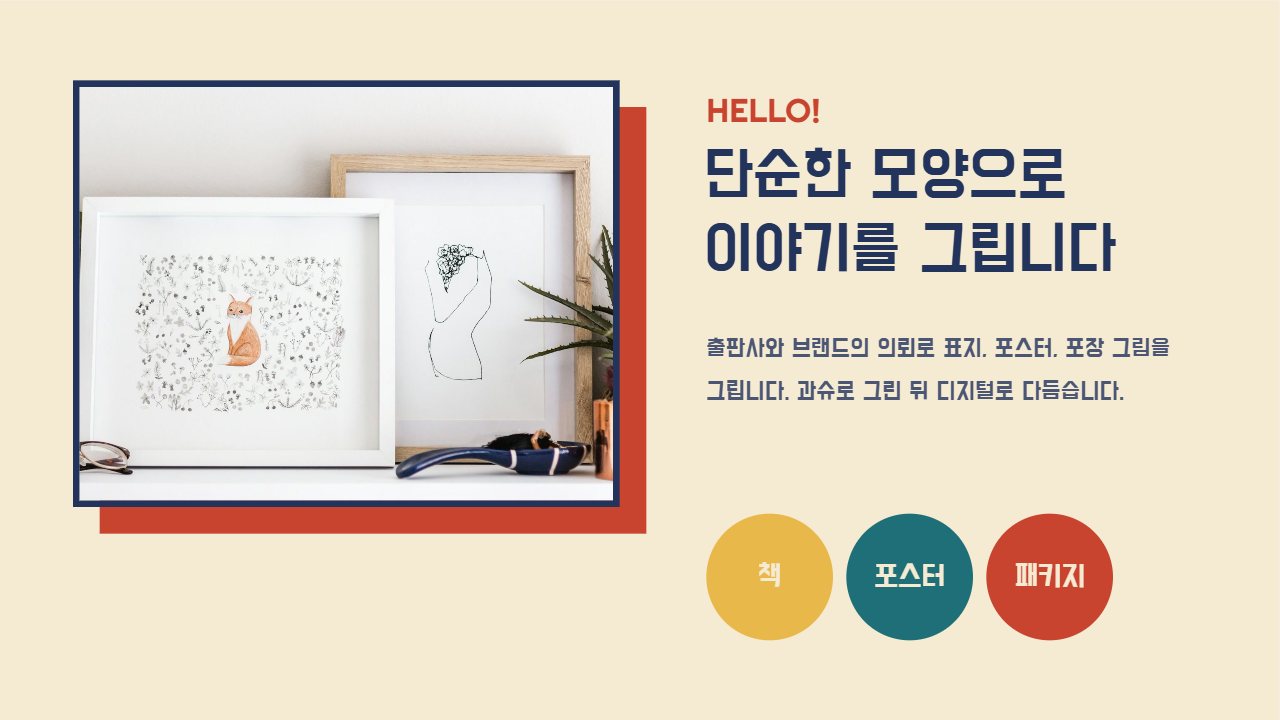 HELLO!
단순한 모양으로
이야기를 그립니다
출판사와 브랜드의 의뢰로 표지, 포스터, 포장 그림을
그립니다. 과슈로 그린 뒤 디지털로 다듬습니다.
책
포스터
패키지